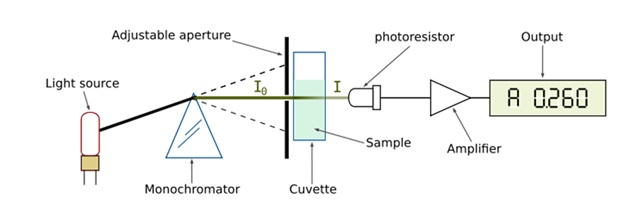 Adjustable aperture
photoresistor
Output
Light source
I₀
I
A 0.260
Sample
Amplifier
Monochromator
Cuvette